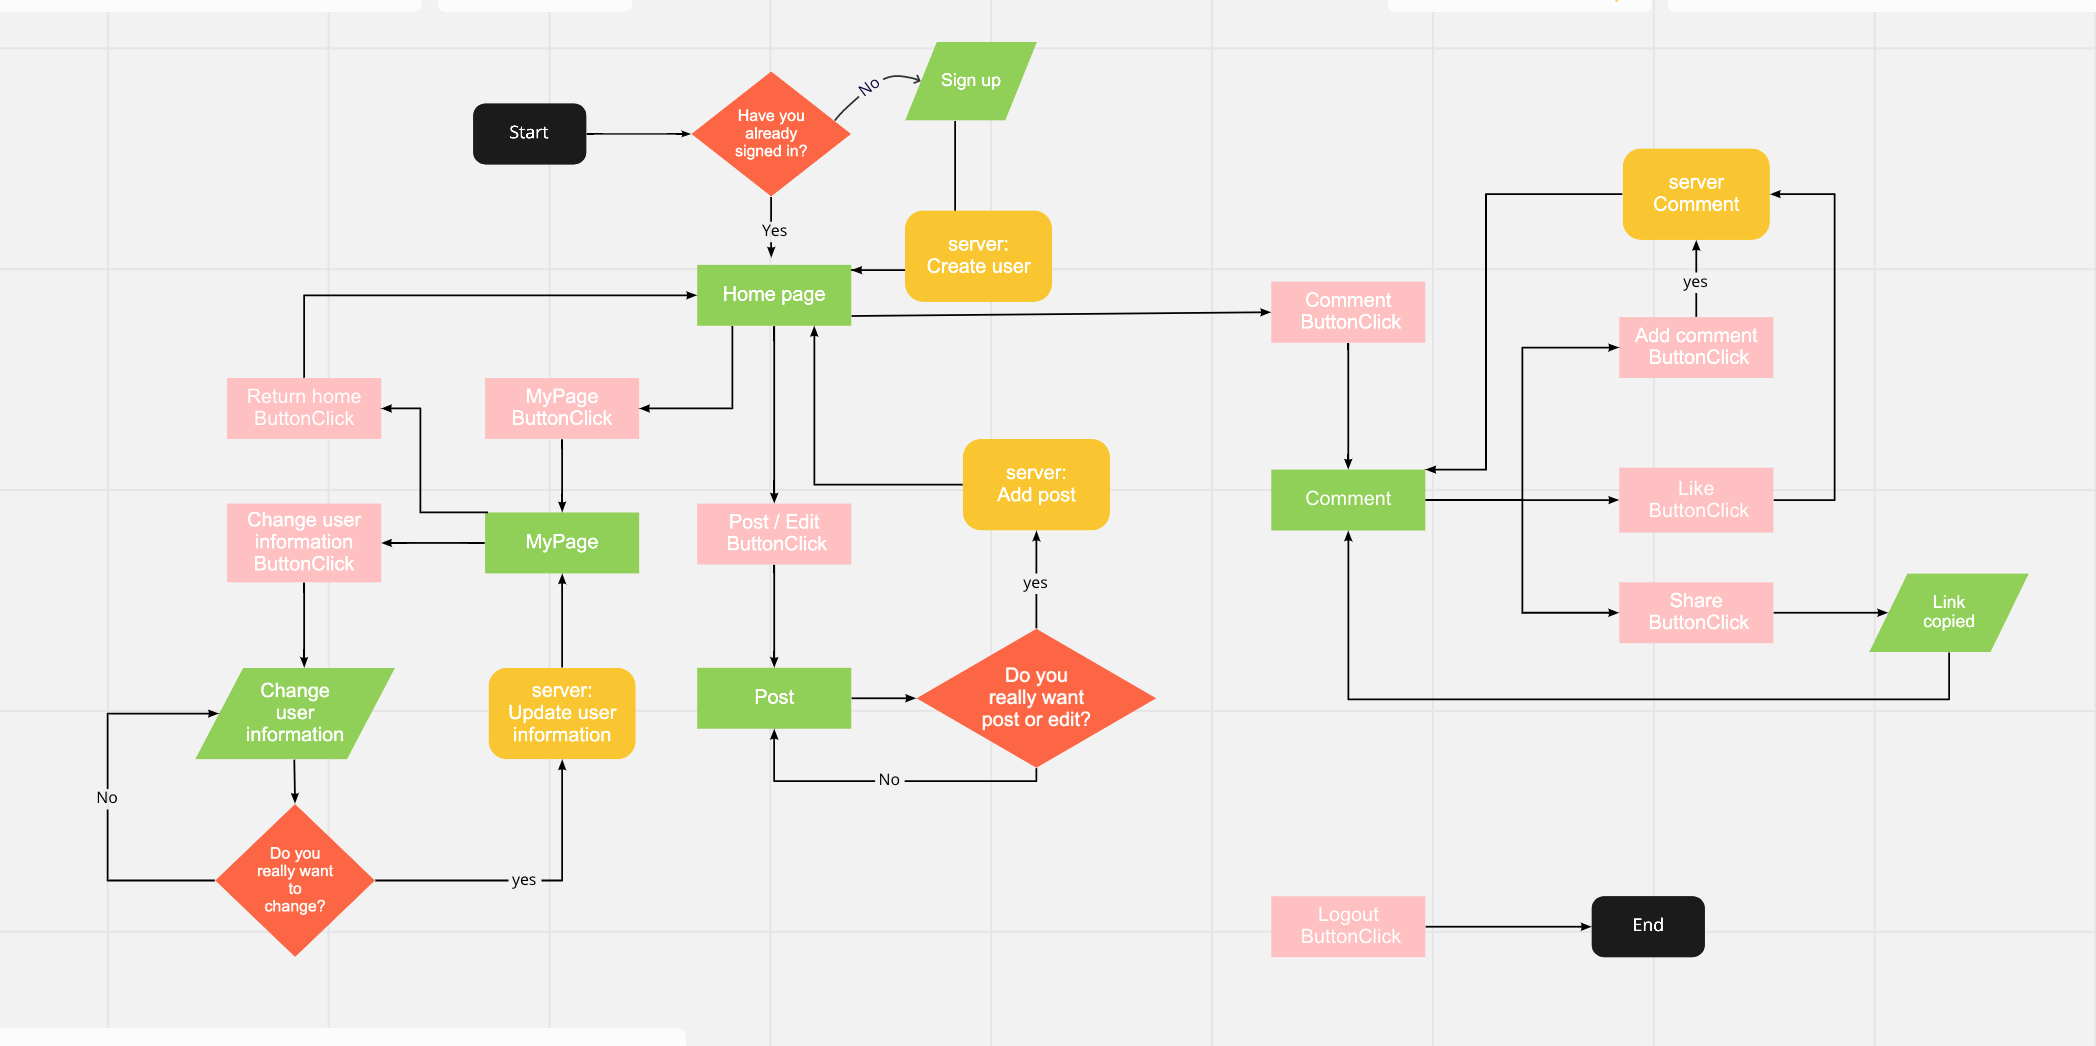 Start
Have you
already
signed in?
No
Sign up
Yes
server:
Create user
Home page
server
Comment
yes
Comment
ButtonClick
Add comment
ButtonClick
Return home
ButtonClick
MyPage
ButtonClick
server:
Add post
Comment
Like
ButtonClick
Change user
information
ButtonClick
MyPage
Post / Edit
ButtonClick
yes
Share
ButtonClick
Link
copied
Change
user
information
server:
Update user
information
Post
Do you
really want
post or edit?
No
No
Do you
really want
to
change?
yes
Logout
ButtonClick
End